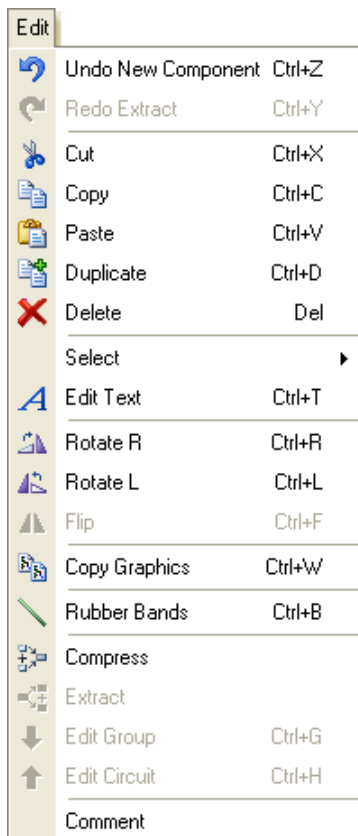 Edit
Undo New Component Ctrl+Z
Redo Extract Ctrl+Y
Cut Ctrl+X
Copy Ctrl+C
Paste Ctrl+V
Duplicate Ctrl+D
Delete Del
Select
Edit Text Ctrl+T
Rotate R Ctrl+R
Rotate L Ctrl+L
Flip Ctrl+F
Copy Graphics Ctrl+W
Rubber Bands Ctrl+B
Compress
Extract
Edit Group Ctrl+G
Edit Circuit Ctrl+H
Comment